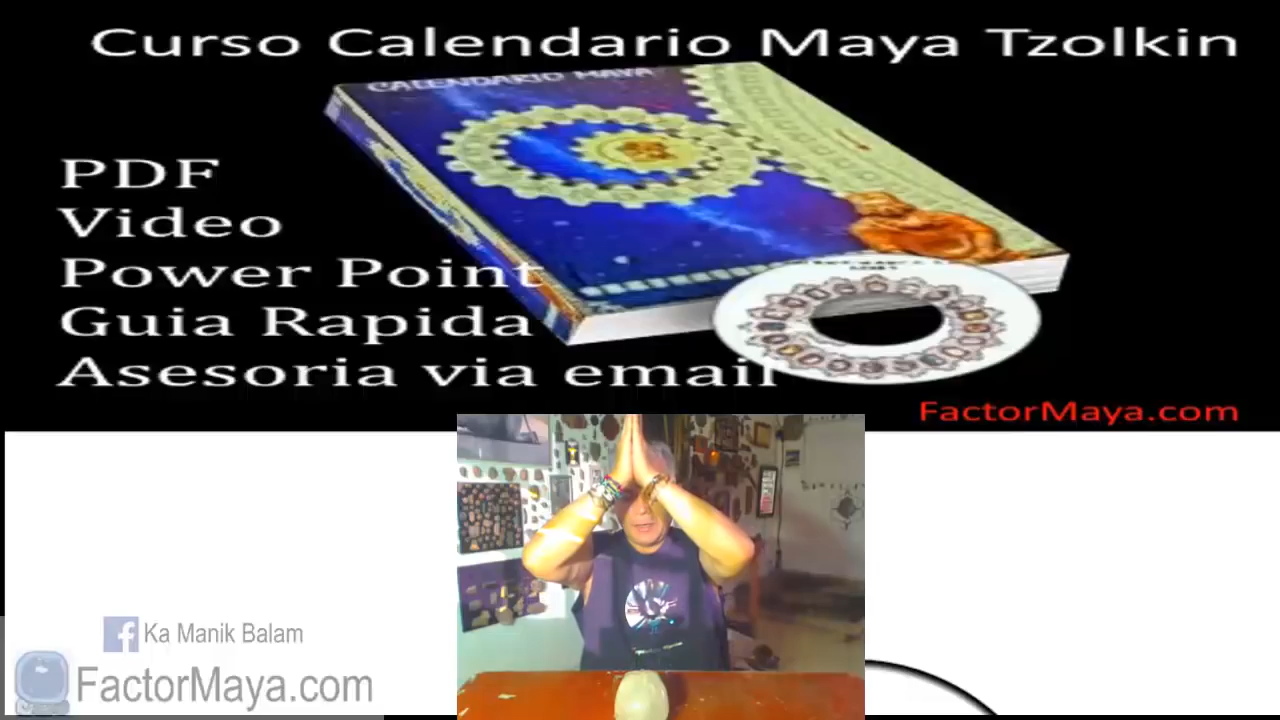 Curso Calendario Maya Tzolkin
CALENDARIO MAYA
PDF
Video
Power Point
Guia Rapida
Asesoria via email
FactorMaya.com
Ka Manik Balam
FactorMaya.com